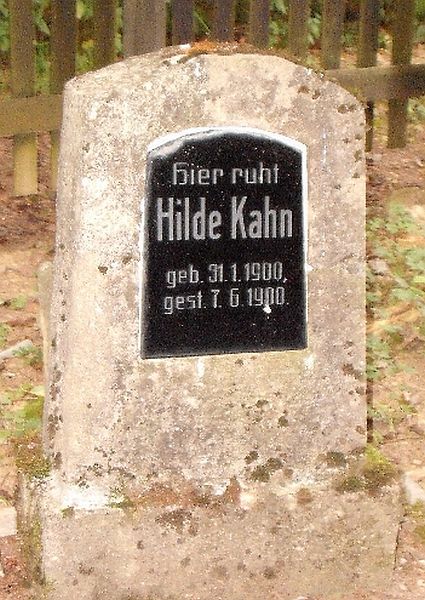 Hier ruht
Hilde Kahn
geb. 31.1.1900,
gest. 7.6.1900.